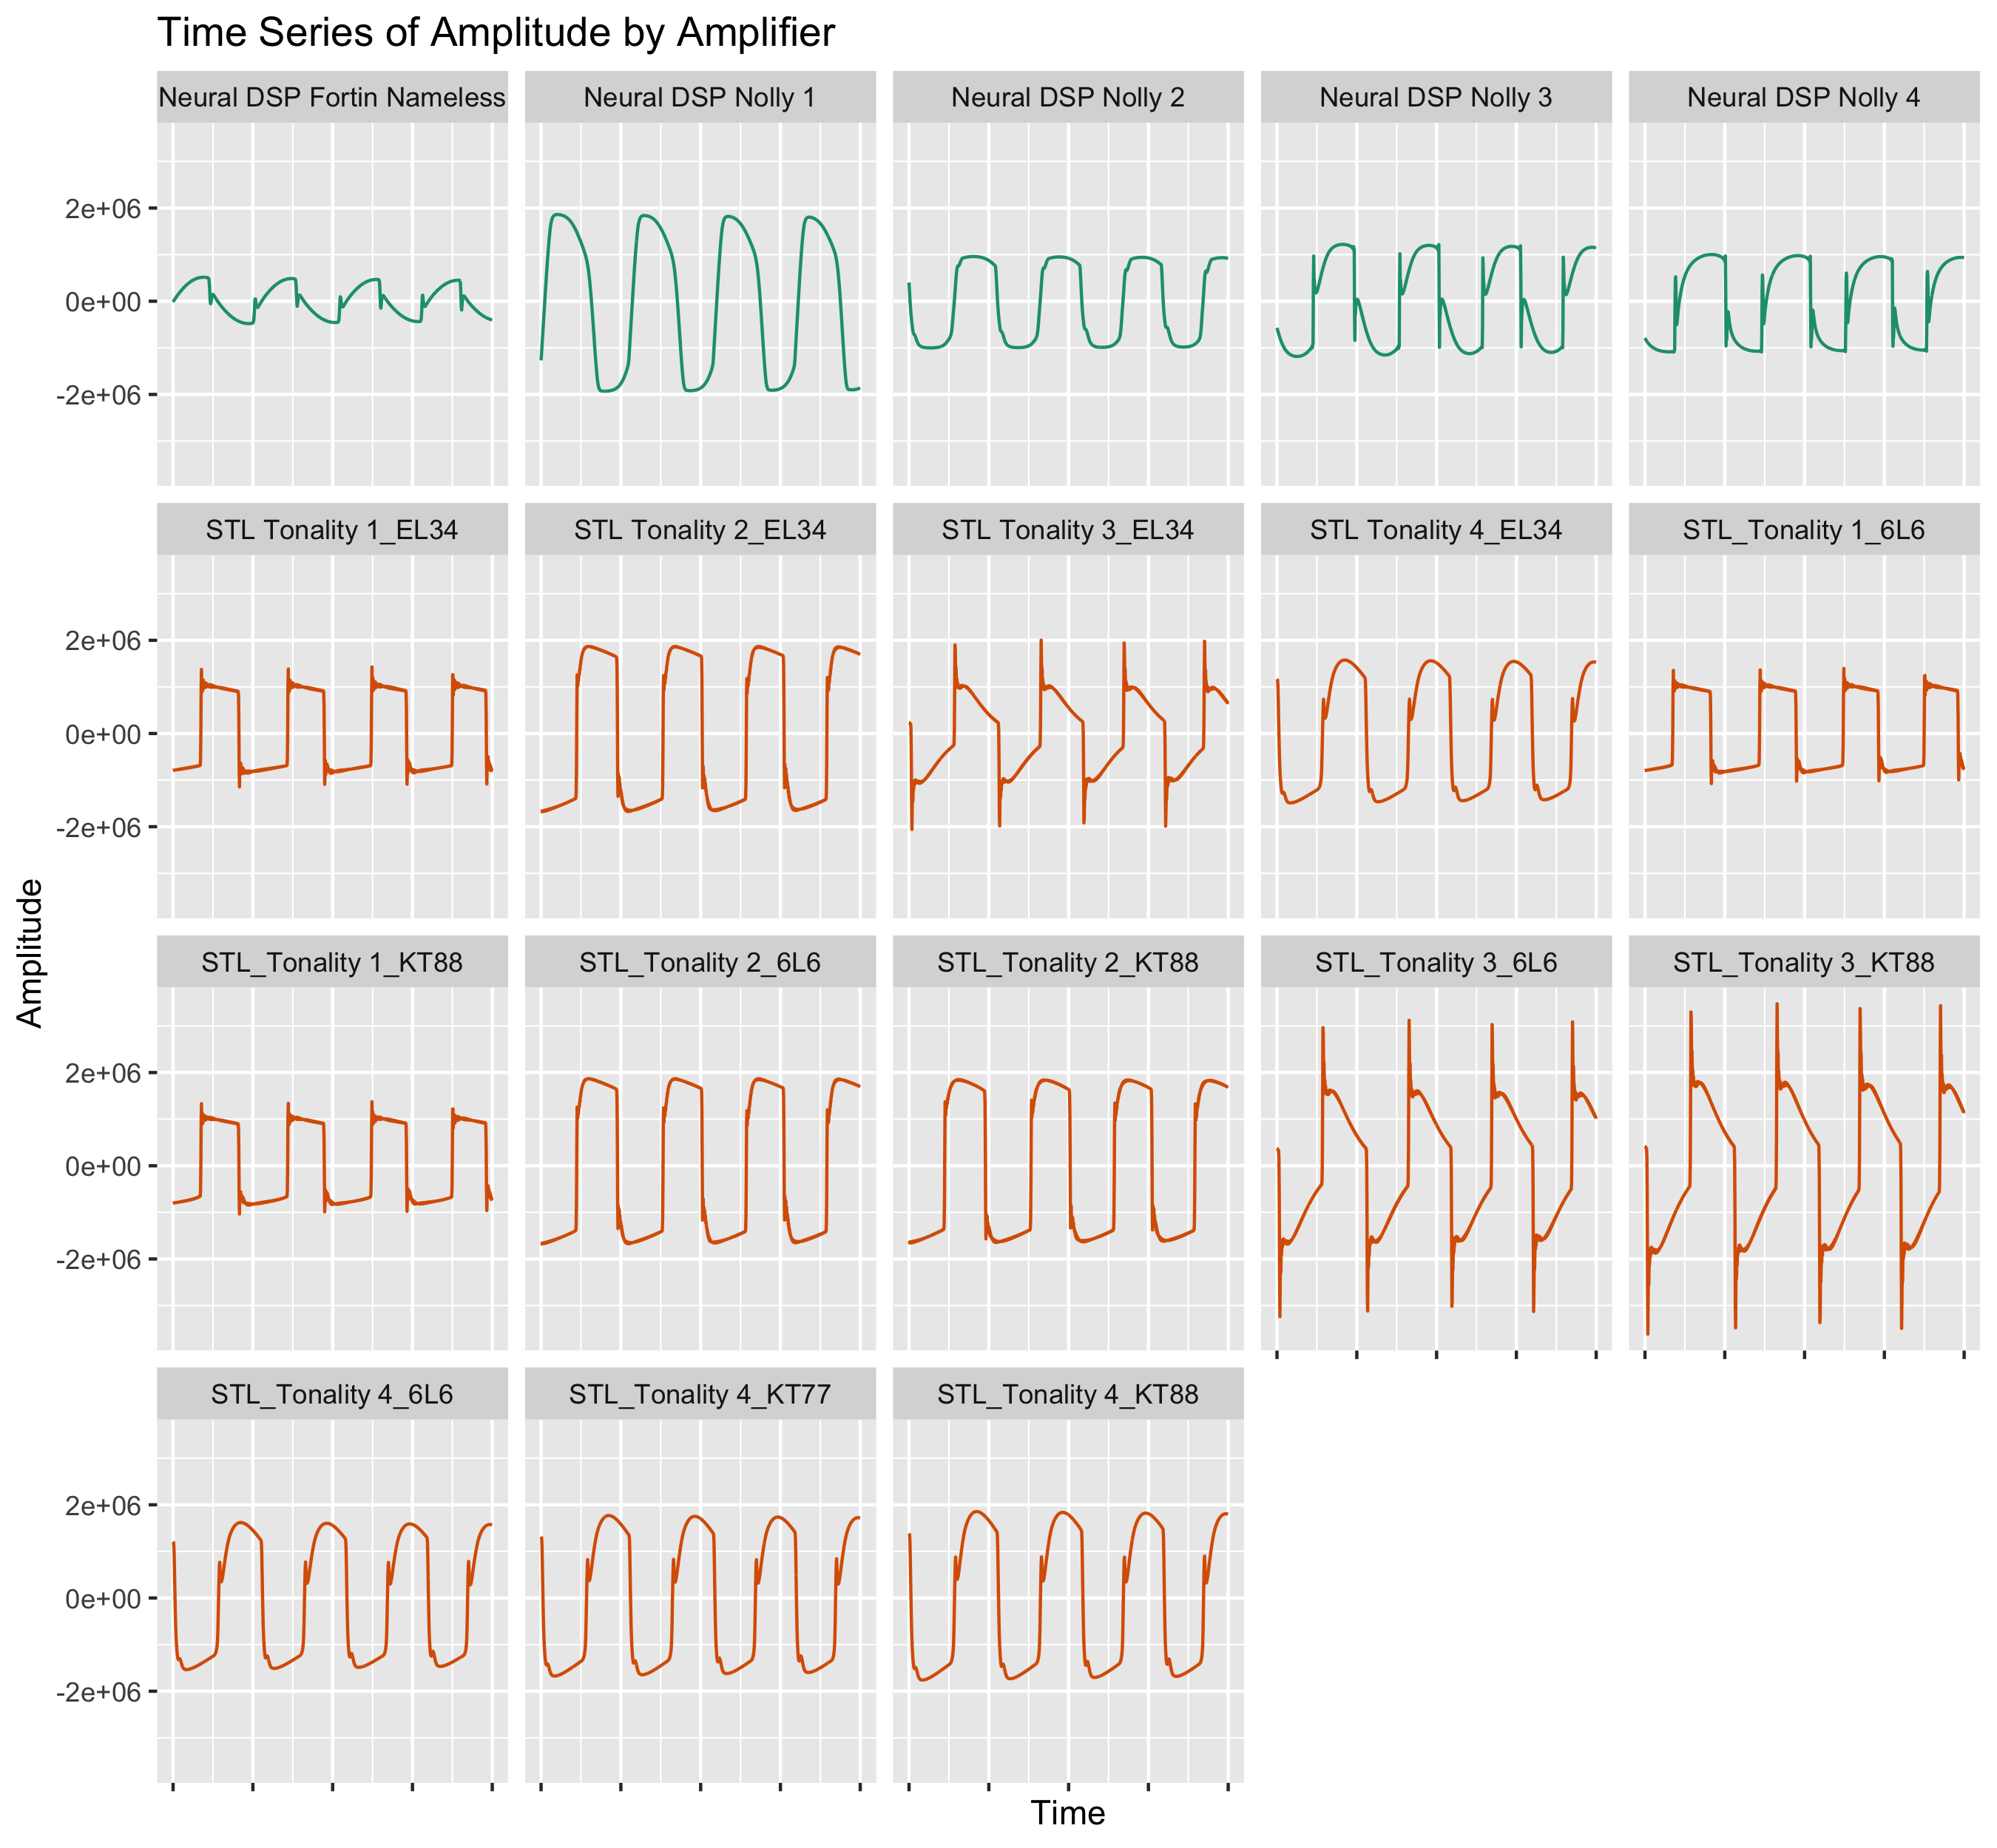 Time Series of Amplitude by Amplifier
Neural DSP Fortin Nameless
Neural DSP Nolly 1
Neural DSP Nolly 2
Neural DSP Nolly 3
Neural DSP Nolly 4
2e+06
0e+00
-2e+06
STL Tonality 1_EL34
STL Tonality 2_EL34
STL Tonality 3_EL34
STL Tonality 4_EL34
STL_Tonality 1_6L6
2e+06
0e+00
-2e+06
Amplitude
STL_Tonality 1_KT88
STL_Tonality 2_6L6
STL_Tonality 2_KT88
STL_Tonality 3_6L6
STL_Tonality 3_KT88
2e+06
0e+00
-2e+06
STL_Tonality 4_6L6
STL_Tonality 4_KT77
STL_Tonality 4_KT88
2e+06
0e+00
-2e+06
Time